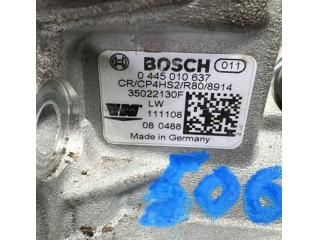 BOSCH 011
0 445 010 637
CR/CP4HS2/R80/8914
35022130F
VM LW
111108
08 0488
Made in Germany
506